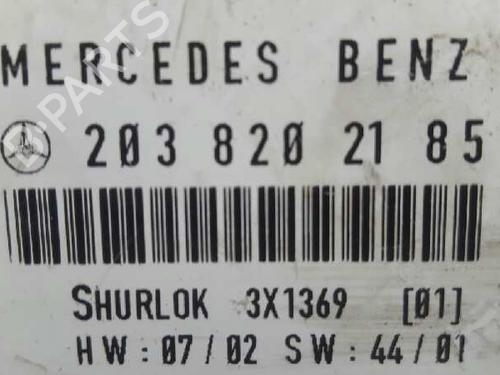 MERCEDES BENZ
203 820 21 85
SHURLOK 3X1369 [01]
HW:07/02 SW:44/01